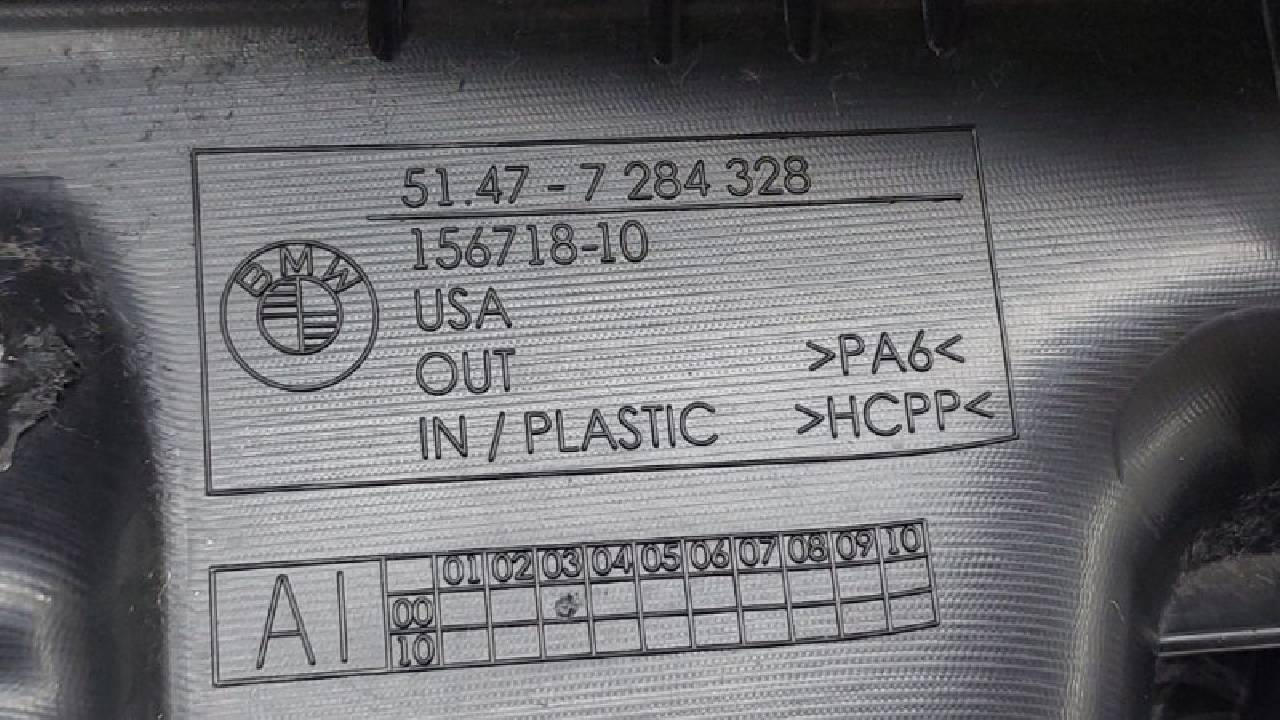 51.47 - 7 284 328
156718-10
BMW
USA
OUT >PA6<
IN / PLASTIC >HCPP<
01 02 03 04 05 06 07 08 09 10
A1 00
10